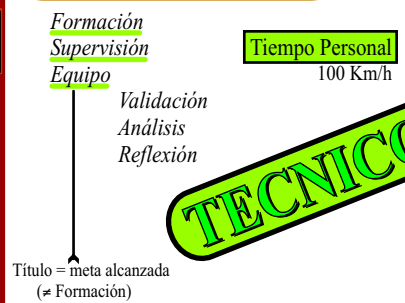 Formación
Supervisión
Equipo
Tiempo Personal
100 Km/h
Validación
Análisis
Reflexión
TECNICO
Título = meta alcanzada
(≠ Formación)